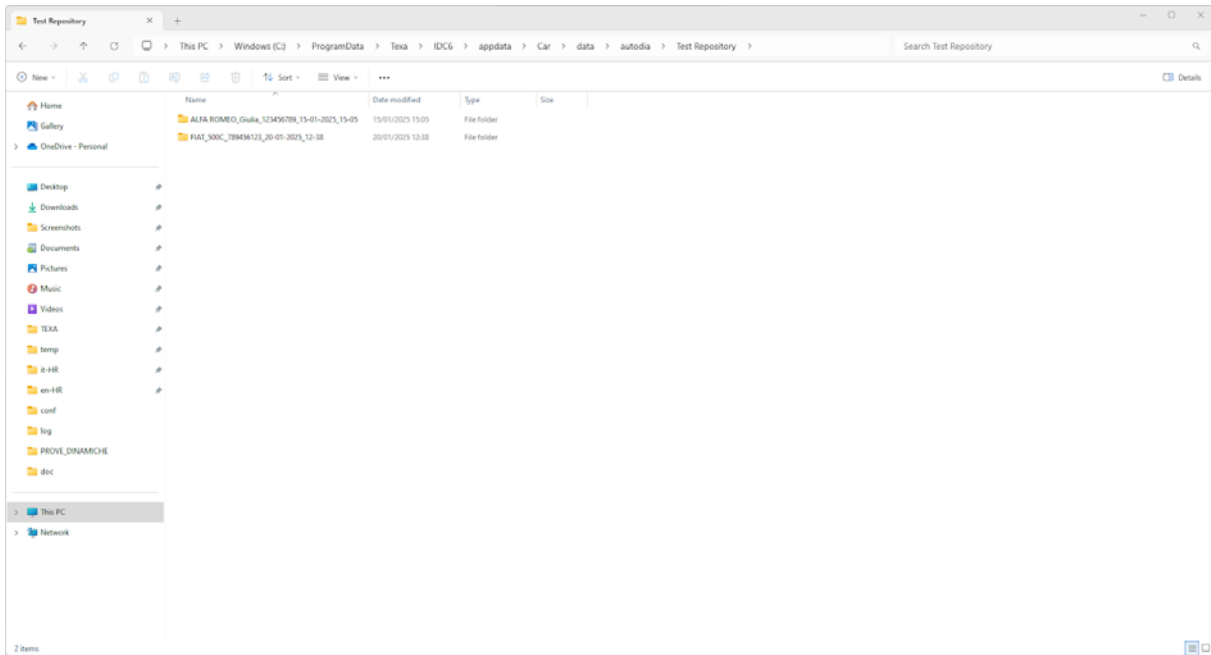 Test Repository
This PC > Windows (C:) > ProgramData > Texa > IDC6 > appdata > Car > data > autodia > Test Repository >
Search Test Repository
New
Sort
View
Details
Home
Gallery
OneDrive - Personal
Desktop
Downloads
Screenshots
Documents
Pictures
Music
Videos
TEXA
temp
it-HR
en-HR
conf
log
PROVE_DINAMICHE
doc
This PC
Network
Name Date modified Type Size
ALFA ROMEO_Giulia_123456789_15-01-2025_15-05 15/01/2025 15:05 File folder
FIAT_500C_789456123_20-01-2025_12-38 20/01/2025 12:38 File folder
2 items